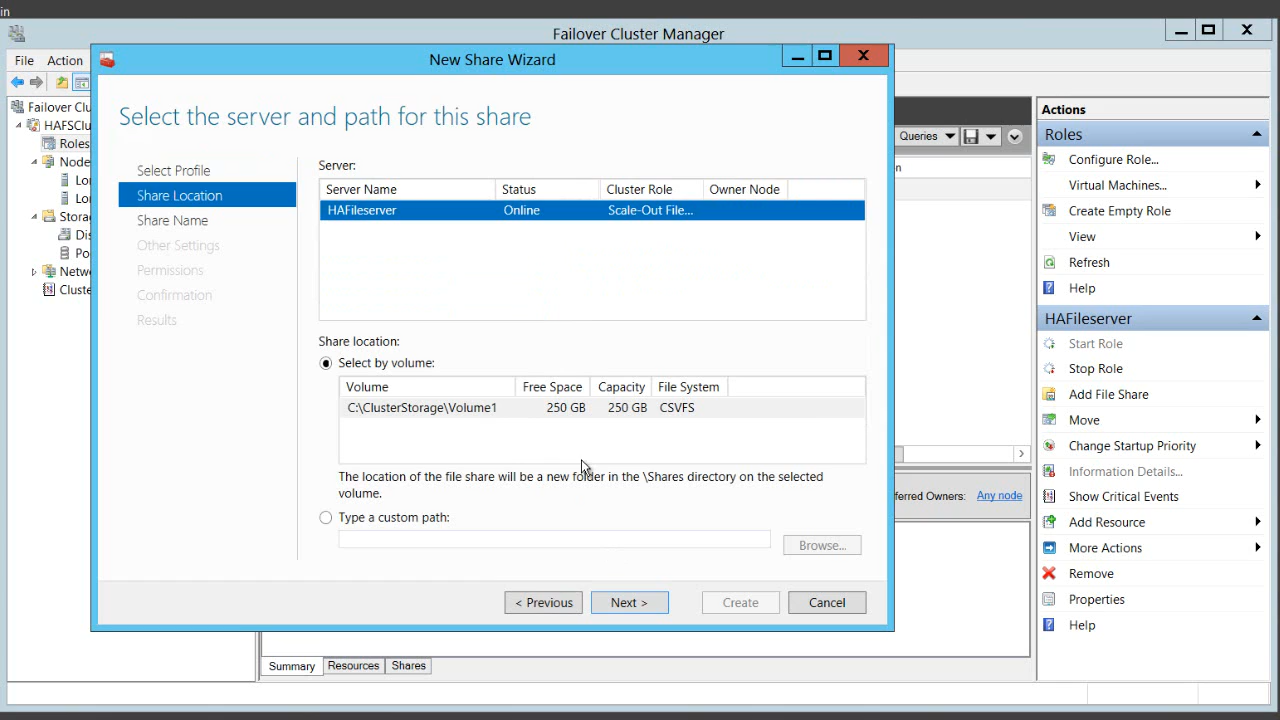 in
Failover Cluster Manager
File Action
New Share Wizard
Failover Clu
HAFSClu
Roles
Node
Lo
Lo
Stora
Dis
Po
Netw
Cluste
Select the server and path for this share
Select Profile
Share Location
Share Name
Other Settings
Permissions
Confirmation
Results
Server:
Server Name Status Cluster Role Owner Node
HAFileserver Online Scale-Out File...
Share location:
Select by volume:
Volume Free Space Capacity File System
C:\ClusterStorage\Volume1 250 GB 250 GB CSVFS
The location of the file share will be a new folder in the \Shares directory on the selected
volume.
Type a custom path:
Browse...
< Previous Next > Create Cancel
Queries
n
ferred Owners: Any node
Summary Resources Shares
Actions
Roles
Configure Role...
Virtual Machines...
Create Empty Role
View
Refresh
Help
HAFileserver
Start Role
Stop Role
Add File Share
Move
Change Startup Priority
Information Details...
Show Critical Events
Add Resource
More Actions
Remove
Properties
Help